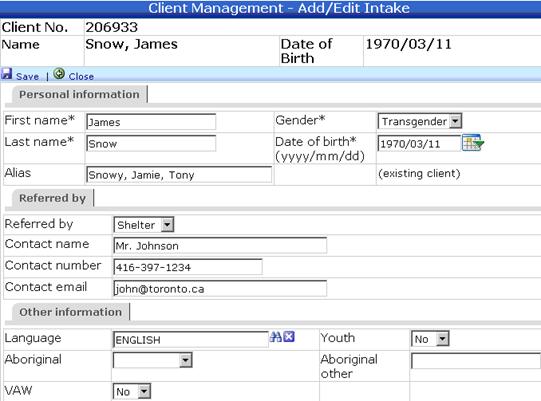 Client Management - Add/Edit Intake
Client No. 206933
Name Snow, James Date of Birth 1970/03/11
Save | Close
Personal information
First name* James Gender* Transgender
Last name* Snow Date of birth* (yyyy/mm/dd) 1970/03/11
Alias Snowy, Jamie, Tony (existing client)
Referred by
Referred by Shelter
Contact name Mr. Johnson
Contact number 416-397-1234
Contact email john@toronto.ca
Other information
Language ENGLISH Youth No
Aboriginal Aboriginal other
VAW No